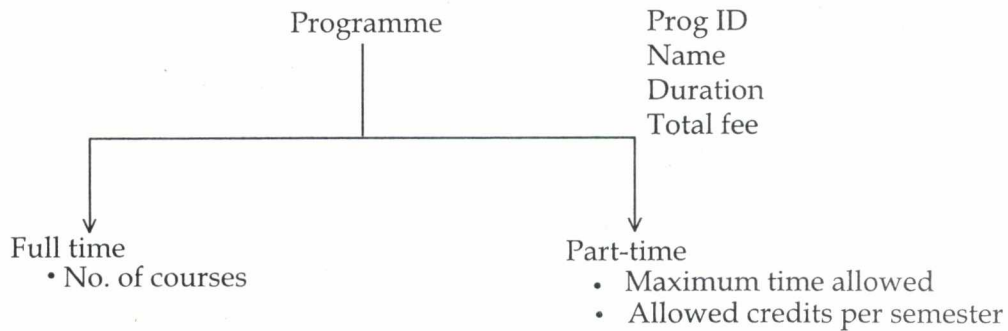 Programme
Prog ID
Name
Duration
Total fee
Full time
• No. of courses
Part-time
• Maximum time allowed
• Allowed credits per semester